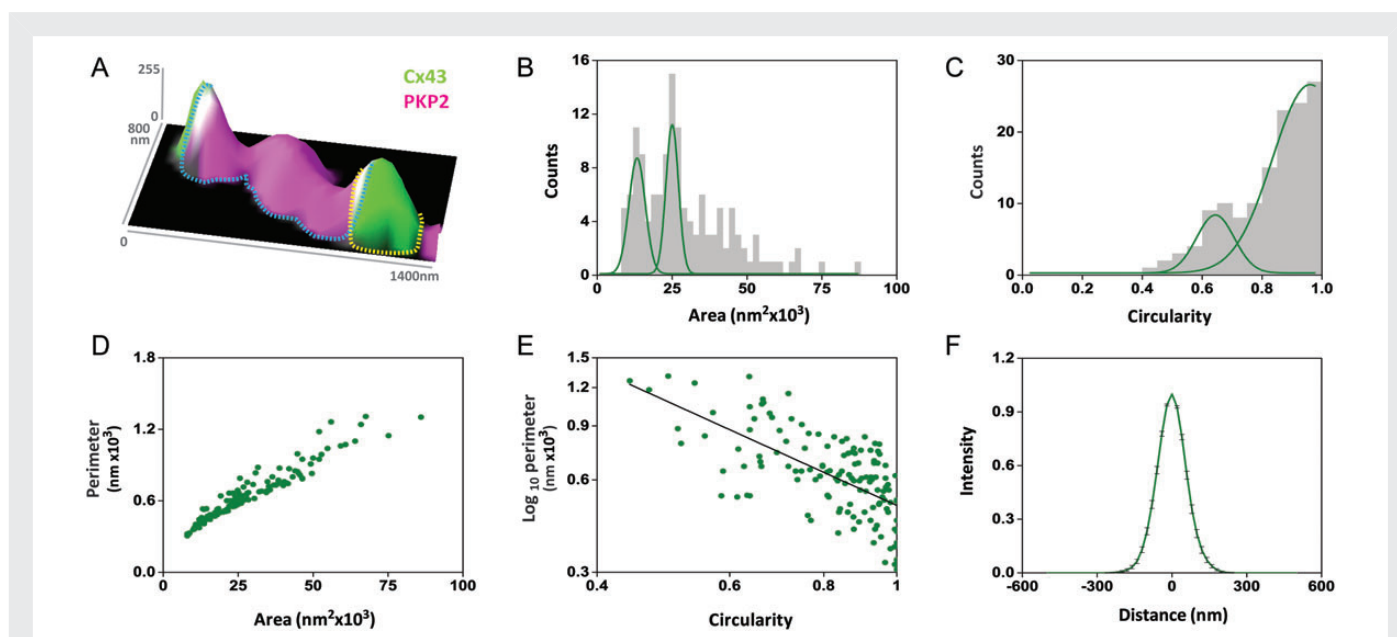 A
255
0
800
nm
0
1400nm
Cx43
PKP2
B
Counts
16
12
8
4
0
0 25 50 75 100
Area (nm²x10³)
C
Counts
30
20
10
0
0.0 0.2 0.4 0.6 0.8 1.0
Circularity
D
Perimeter
(nm x10³)
1.8
1.2
0.6
0.0
0 25 50 75 100
Area (nm²x10³)
E
Log ₁₀ perimeter
(nm x10³)
1.5
1.2
0.9
0.6
0.3
0.4 0.6 0.8 1
Circularity
F
Intensity
1.2
0.9
0.6
0.3
0.0
-600 -300 0 300 600
Distance (nm)